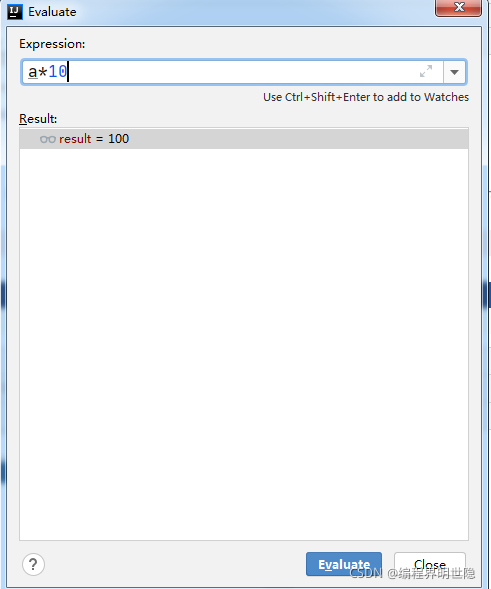 Evaluate
Expression:
a*10
Use Ctrl+Shift+Enter to add to Watches
Result:
result = 100
? Evaluate Close
CSDN @编程界明世隐